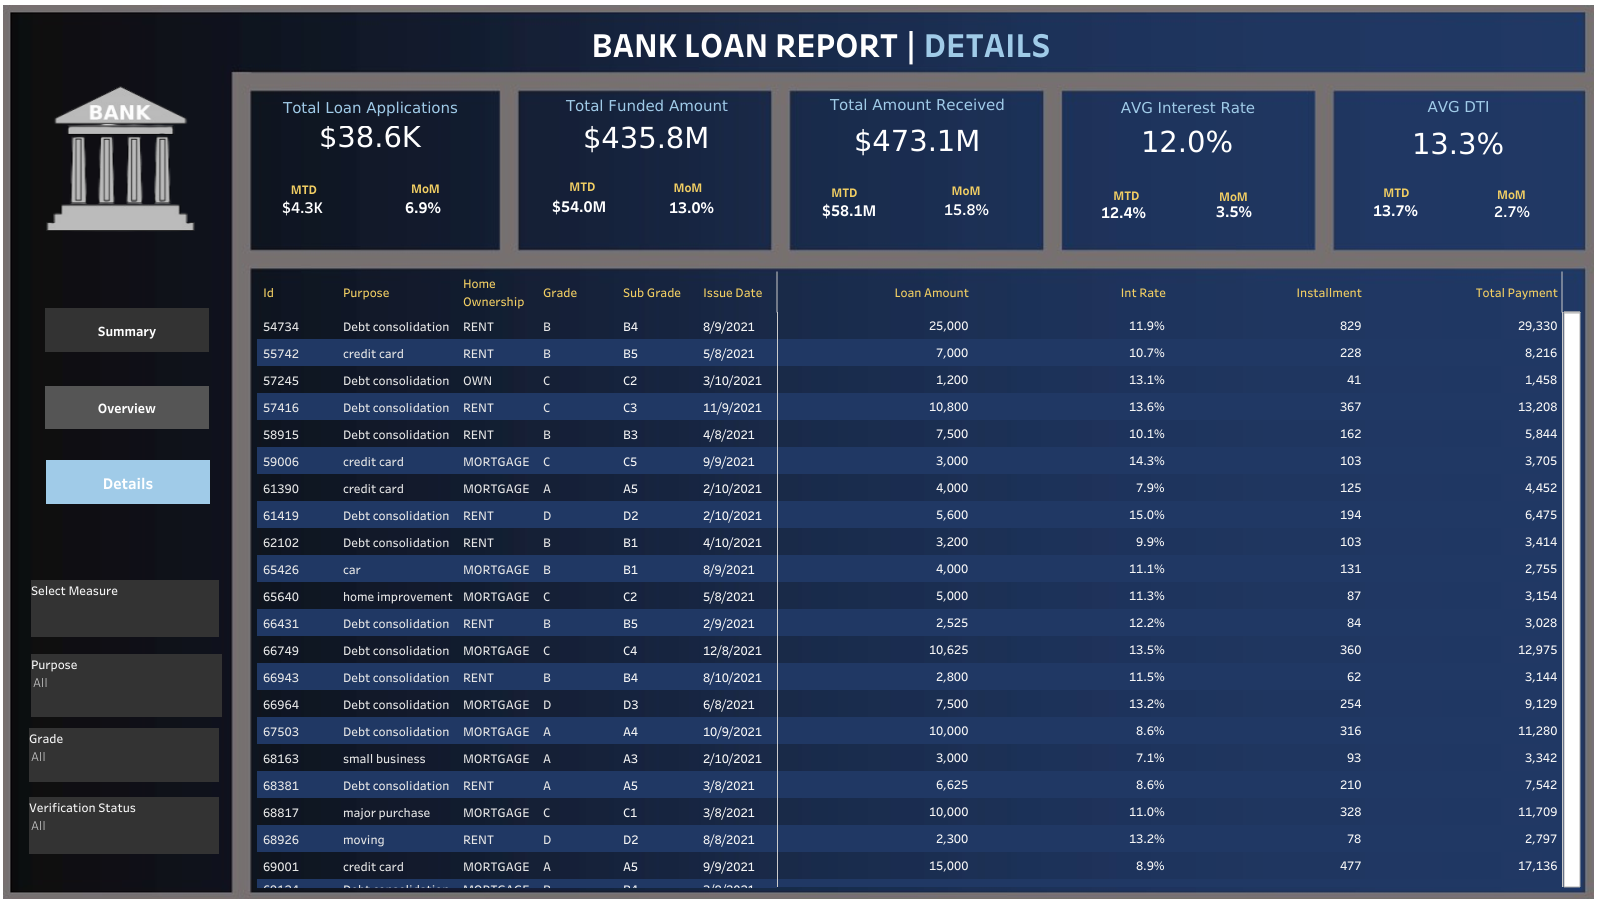 BANK LOAN REPORT | DETAILS
BANK
Summary
Overview
Details
Select Measure
Purpose
All
Grade
All
Verification Status
All
Total Loan Applications
$38.6K
MTD MoM
$4.3K 6.9%
Total Funded Amount
$435.8M
MTD MoM
$54.0M 13.0%
Total Amount Received
$473.1M
MTD MoM
$58.1M 15.8%
AVG Interest Rate
12.0%
MTD MoM
12.4% 3.5%
AVG DTI
13.3%
MTD MoM
13.7% 2.7%
Id Purpose Home Ownership Grade Sub Grade Issue Date Loan Amount Int Rate Installment Total Payment
54734 Debt consolidation RENT B B4 8/9/2021 25,000 11.9% 829 29,330
55742 credit card RENT B B5 5/8/2021 7,000 10.7% 228 8,216
57245 Debt consolidation OWN C C2 3/10/2021 1,200 13.1% 41 1,458
57416 Debt consolidation RENT C C3 11/9/2021 10,800 13.6% 367 13,208
58915 Debt consolidation RENT B B3 4/8/2021 7,500 10.1% 162 5,844
59006 credit card MORTGAGE C C5 9/9/2021 3,000 14.3% 103 3,705
61390 credit card MORTGAGE A A5 2/10/2021 4,000 7.9% 125 4,452
61419 Debt consolidation RENT D D2 2/10/2021 5,600 15.0% 194 6,475
62102 Debt consolidation RENT B B1 4/10/2021 3,200 9.9% 103 3,414
65426 car MORTGAGE B B1 8/9/2021 4,000 11.1% 131 2,755
65640 home improvement MORTGAGE C C2 5/8/2021 5,000 11.3% 87 3,154
66431 Debt consolidation RENT B B5 2/9/2021 2,525 12.2% 84 3,028
66749 Debt consolidation MORTGAGE C C4 12/8/2021 10,625 13.5% 360 12,975
66943 Debt consolidation RENT B B4 8/10/2021 2,800 11.5% 62 3,144
66964 Debt consolidation MORTGAGE D D3 6/8/2021 7,500 13.2% 254 9,129
67503 Debt consolidation MORTGAGE A A4 10/9/2021 10,000 8.6% 316 11,280
68163 small business MORTGAGE A A3 2/10/2021 3,000 7.1% 93 3,342
68381 Debt consolidation RENT A A5 3/8/2021 6,625 8.6% 210 7,542
68817 major purchase MORTGAGE C C1 3/8/2021 10,000 11.0% 328 11,709
68926 moving RENT D D2 8/8/2021 2,300 13.2% 78 2,797
69001 credit card MORTGAGE A A5 9/9/2021 15,000 8.9% 477 17,136
Debt consolidation MORTGAGE